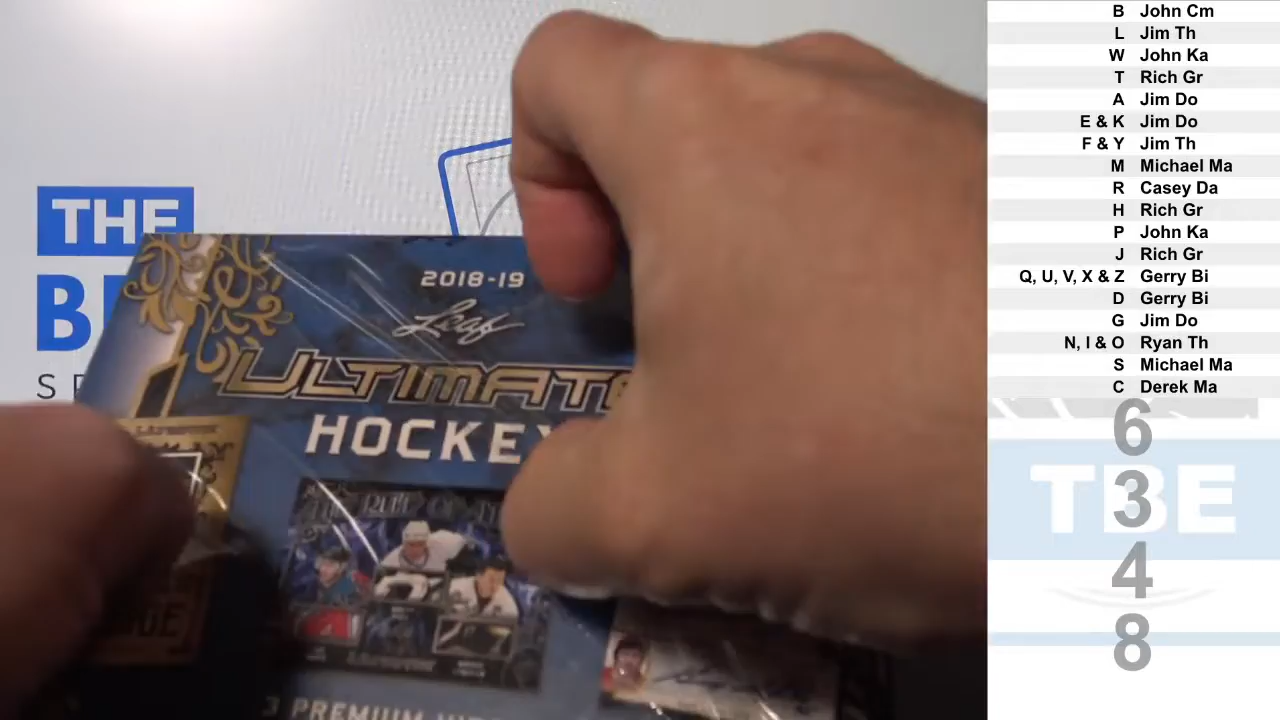 THE
2018-19
Leaf
ULTIMATE
HOCKEY
3 PREMIUM
B John Cm
L Jim Th
W John Ka
T Rich Gr
A Jim Do
E & K Jim Do
F & Y Jim Th
M Michael Ma
R Casey Da
H Rich Gr
P John Ka
J Rich Gr
Q, U, V, X & Z Gerry Bi
D Gerry Bi
G Jim Do
N, I & O Ryan Th
S Michael Ma
C Derek Ma
6
TBE
3
4
8